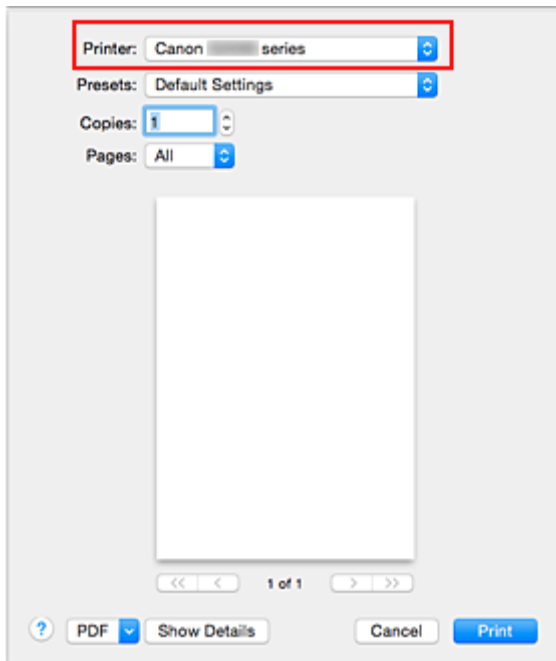 Printer: Canon series
Presets: Default Settings
Copies: 1
Pages: All
<< < 1 of 1 > >>
? PDF Show Details Cancel Print